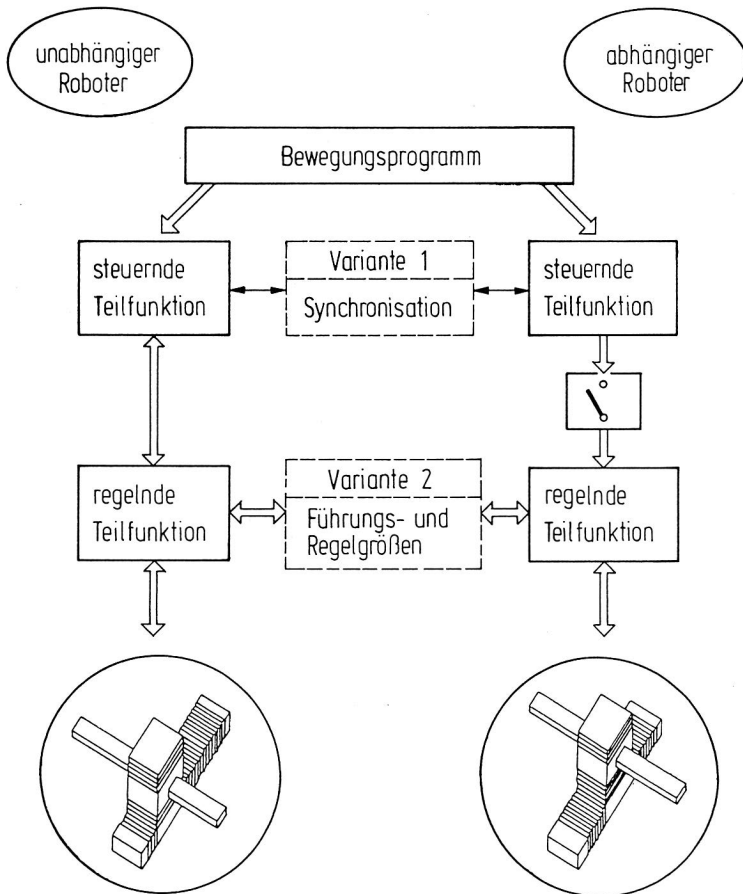 unabhängiger
Roboter
abhängiger
Roboter
Bewegungsprogramm
steuernde
Teilfunktion
Variante 1
Synchronisation
steuernde
Teilfunktion
regelnde
Teilfunktion
Variante 2
Führungs- und
Regelgrößen
regelnde
Teilfunktion